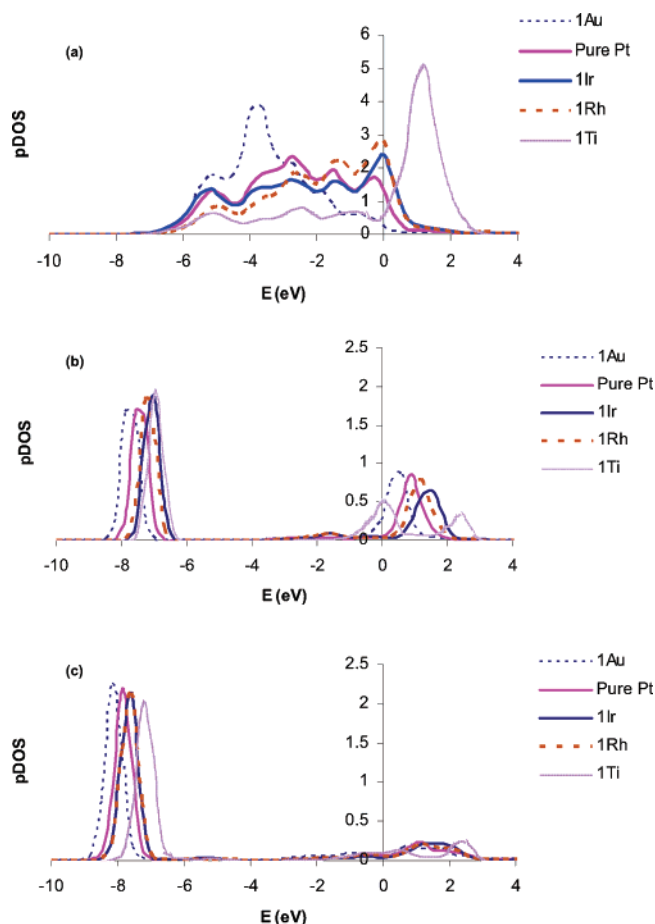 (a)
pDOS
6
5
4
3
2
1
0
-10 -8 -6 -4 -2 0 2 4
E (eV)
1Au
Pure Pt
1Ir
1Rh
1Ti
(b)
pDOS
2.5
2
1.5
1
0.5
0
-10 -8 -6 -4 -2 0 2 4
E (eV)
1Au
Pure Pt
1Ir
1Rh
1Ti
(c)
pDOS
2.5
2
1.5
1
0.5
0
-10 -8 -6 -4 -2 0 2 4
E (eV)
1Au
Pure Pt
1Ir
1Rh
1Ti